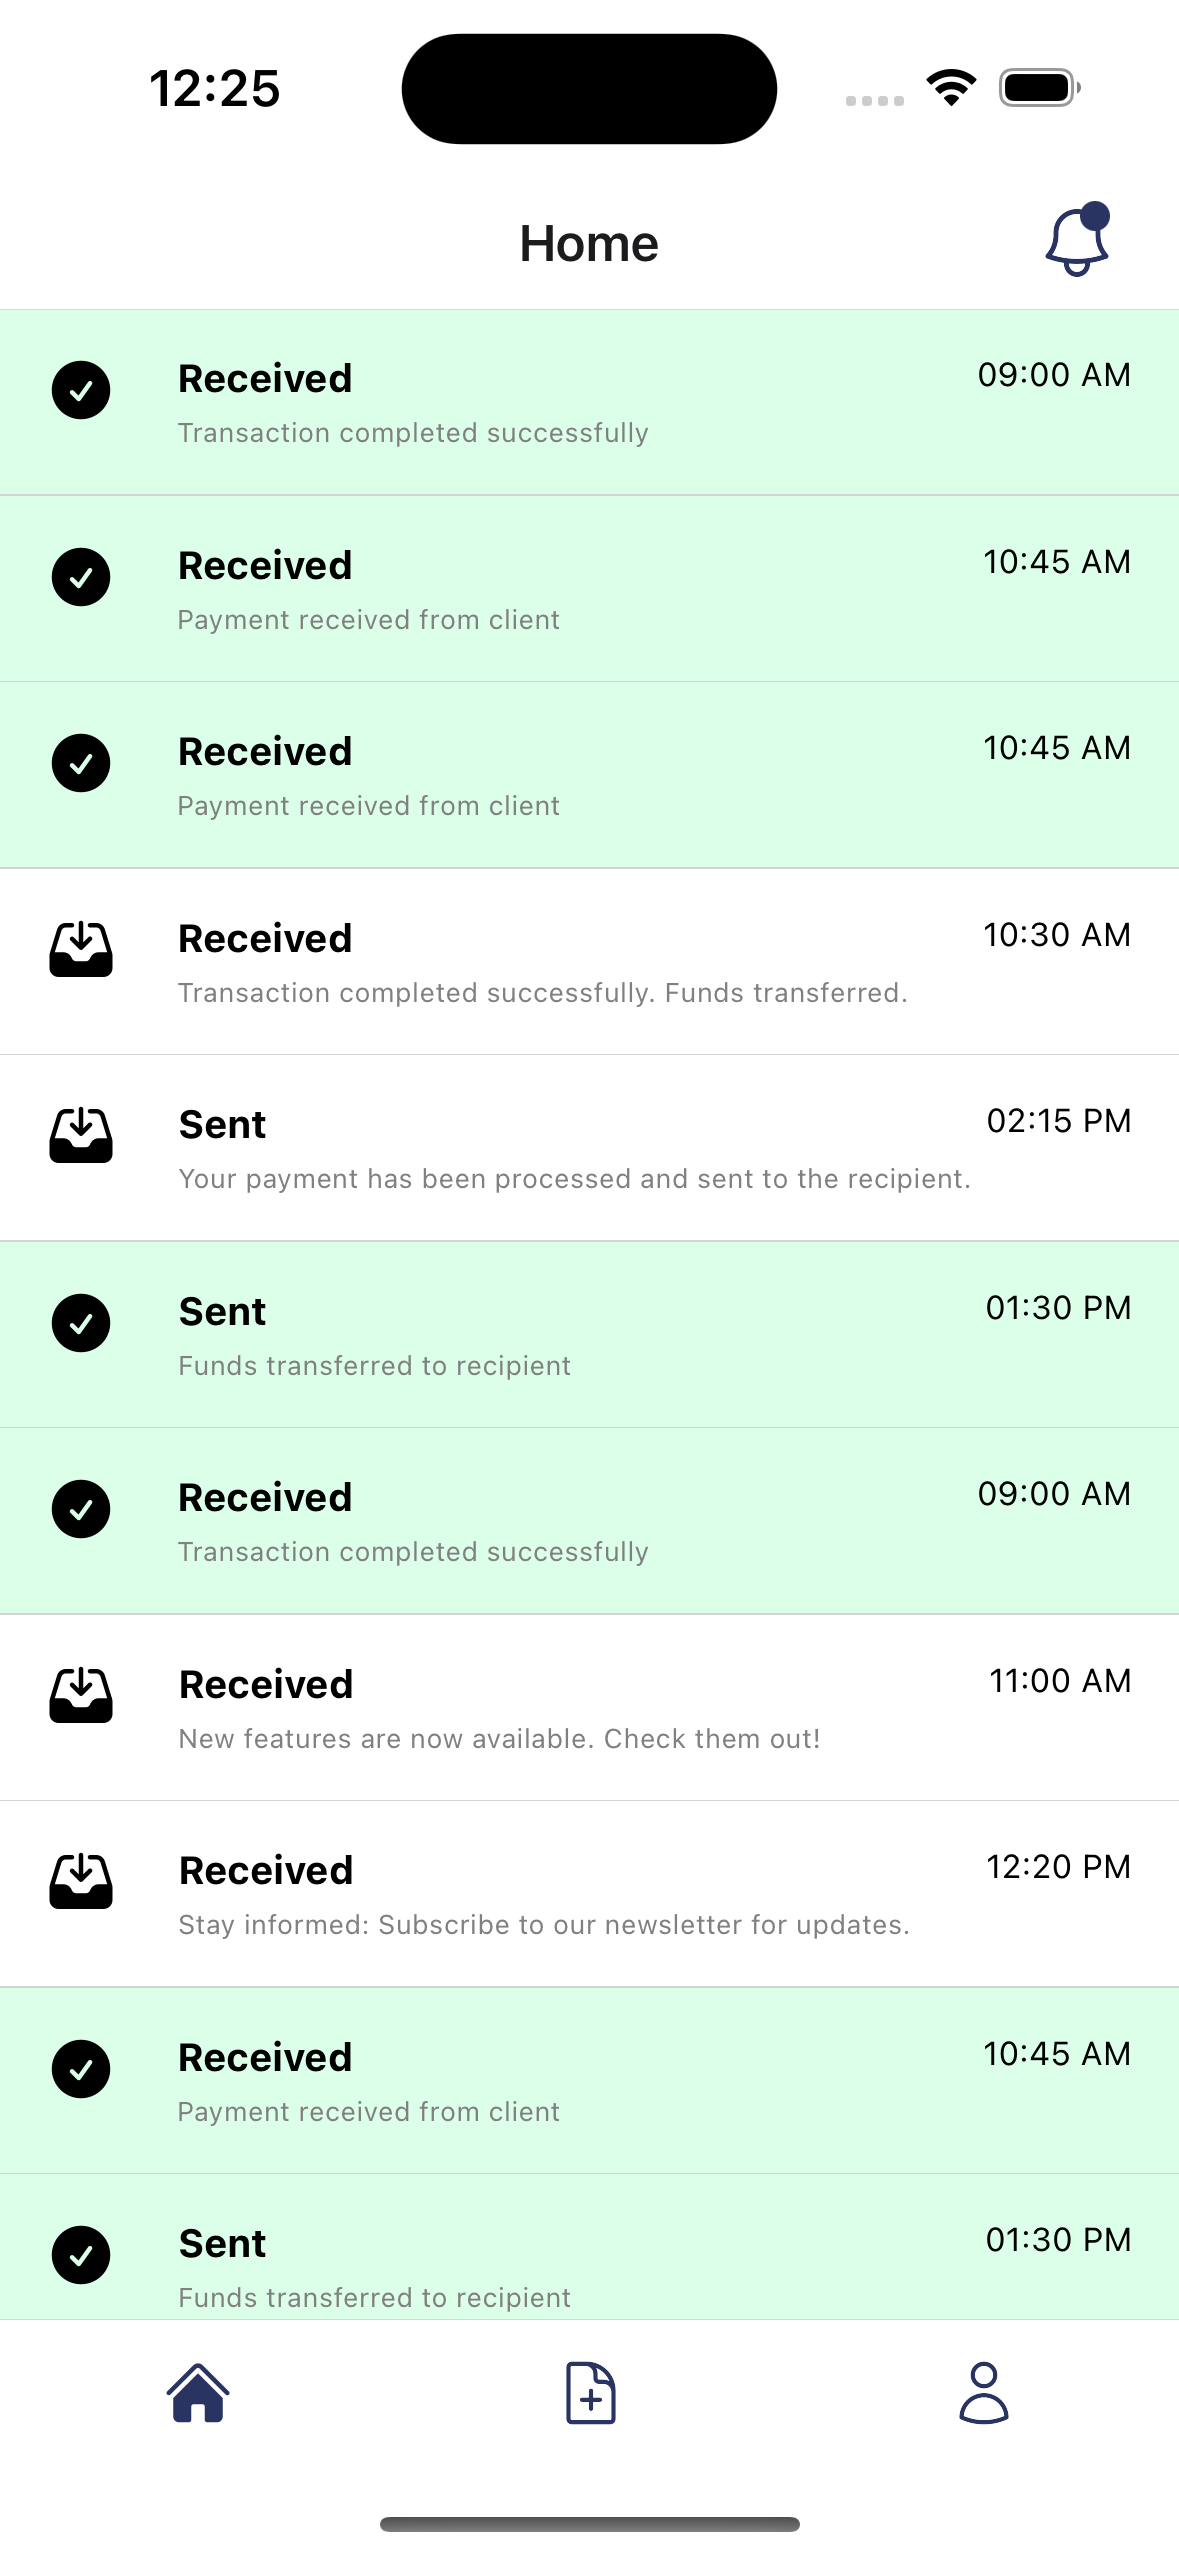 12:25
Home
Received 09:00 AM
Transaction completed successfully
Received 10:45 AM
Payment received from client
Received 10:45 AM
Payment received from client
Received 10:30 AM
Transaction completed successfully. Funds transferred.
Sent 02:15 PM
Your payment has been processed and sent to the recipient.
Sent 01:30 PM
Funds transferred to recipient
Received 09:00 AM
Transaction completed successfully
Received 11:00 AM
New features are now available. Check them out!
Received 12:20 PM
Stay informed: Subscribe to our newsletter for updates.
Received 10:45 AM
Payment received from client
Sent 01:30 PM
Funds transferred to recipient